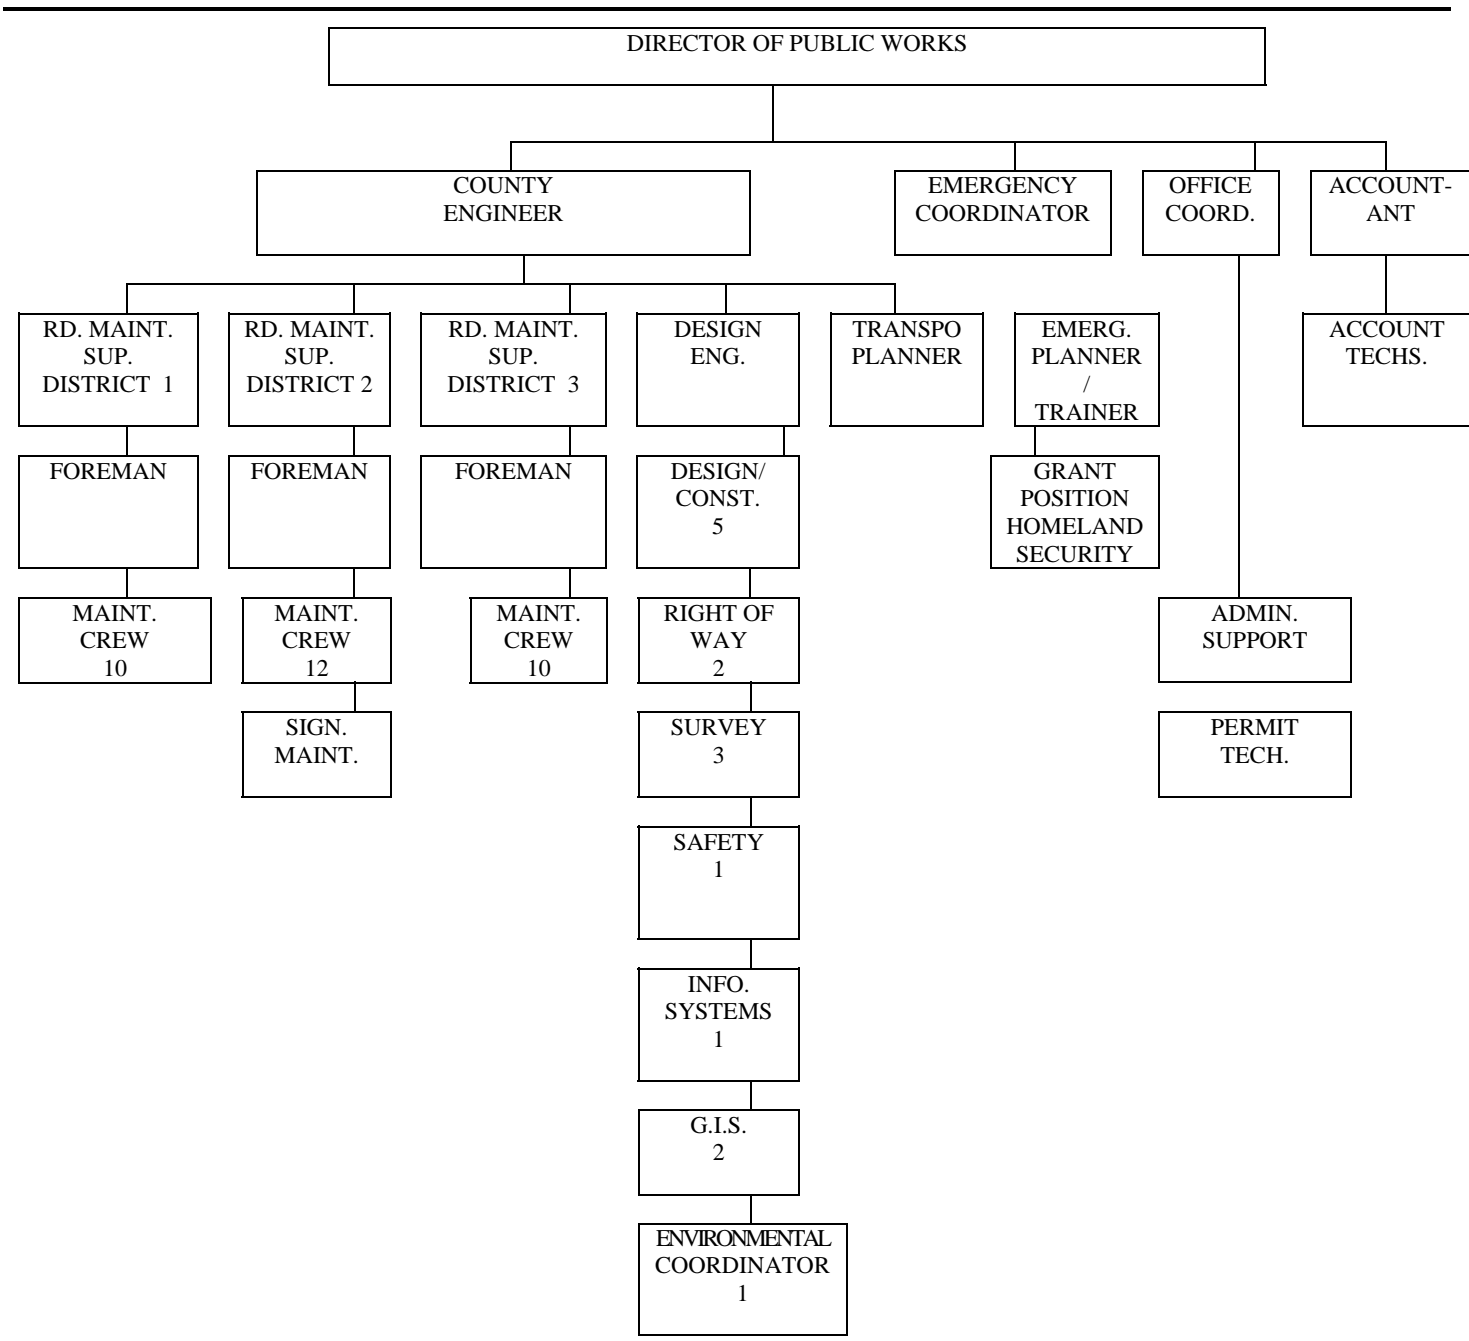 DIRECTOR OF PUBLIC WORKS
COUNTY
ENGINEER
EMERGENCY
COORDINATOR
OFFICE
COORD.
ACCOUNT-
ANT
RD. MAINT.
SUP.
DISTRICT 1
RD. MAINT.
SUP.
DISTRICT 2
RD. MAINT.
SUP.
DISTRICT 3
DESIGN
ENG.
TRANSPO
PLANNER
EMERG.
PLANNER
/
TRAINER
ACCOUNT
TECHS.
FOREMAN
FOREMAN
FOREMAN
DESIGN/
CONST.
5
GRANT
POSITION
HOMELAND
SECURITY
MAINT.
CREW
10
MAINT.
CREW
12
MAINT.
CREW
10
RIGHT OF
WAY
2
ADMIN.
SUPPORT
SIGN.
MAINT.
SURVEY
3
PERMIT
TECH.
SAFETY
1
INFO.
SYSTEMS
1
G.I.S.
2
ENVIRONMENTAL
COORDINATOR
1